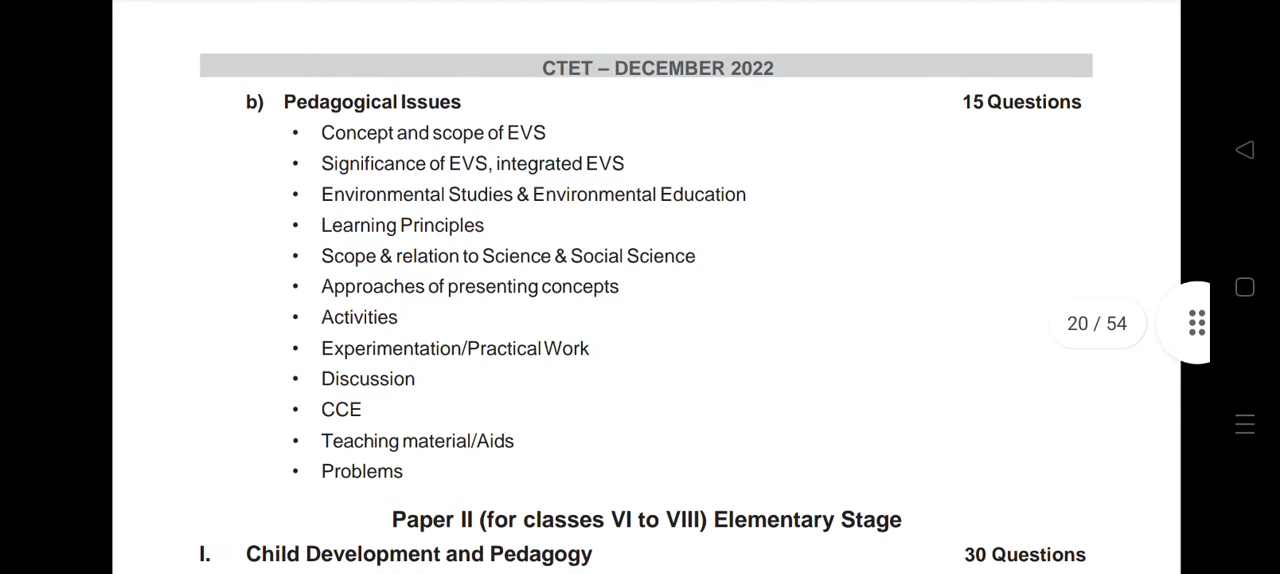 CTET – DECEMBER 2022
b) Pedagogical Issues 15 Questions
• Concept and scope of EVS
• Significance of EVS, integrated EVS
• Environmental Studies & Environmental Education
• Learning Principles
• Scope & relation to Science & Social Science
• Approaches of presenting concepts
• Activities
• Experimentation/Practical Work
• Discussion
• CCE
• Teaching material/Aids
• Problems
20 / 54
Paper II (for classes VI to VIII) Elementary Stage
I. Child Development and Pedagogy 30 Questions